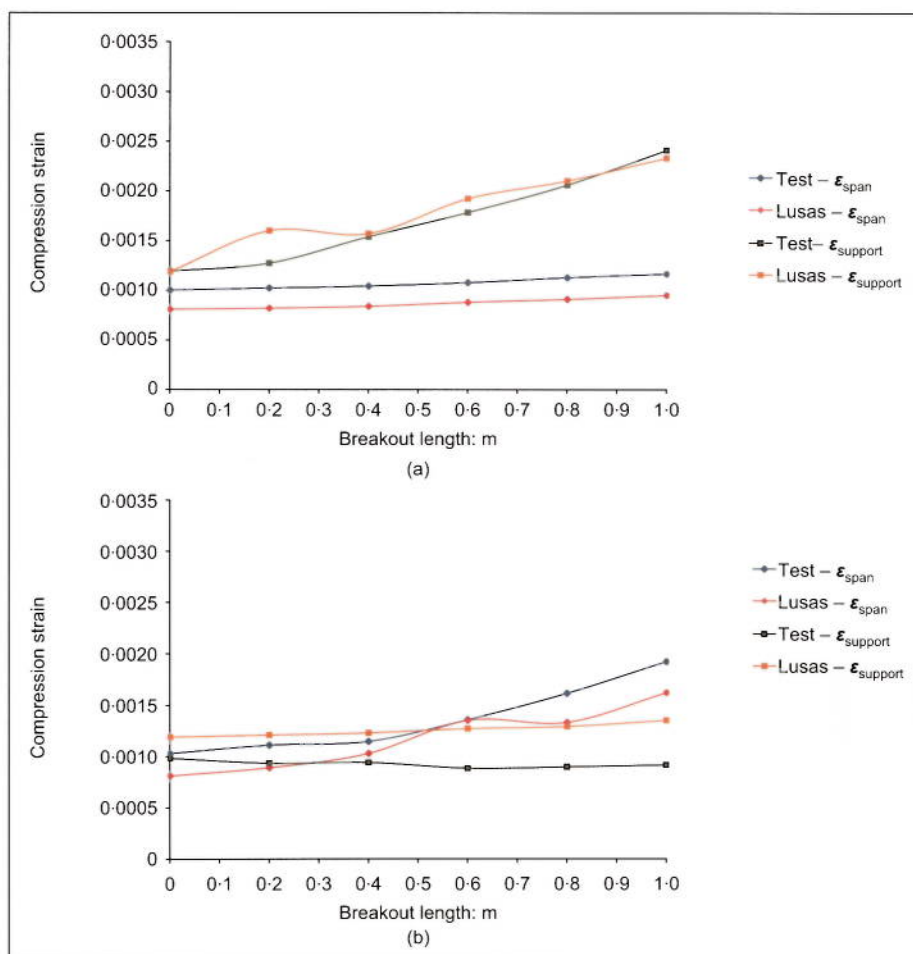 0·0035
0·0030
0·0025
0·0020
0·0015
0·0010
0·0005
0
Compression strain
0 0·1 0·2 0·3 0·4 0·5 0·6 0·7 0·8 0·9 1·0
Breakout length: m
(a)
Test – εspan
Lusas – εspan
Test– εsupport
Lusas – εsupport
0·0035
0·0030
0·0025
0·0020
0·0015
0·0010
0·0005
0
Compression strain
0 0·1 0·2 0·3 0·4 0·5 0·6 0·7 0·8 0·9 1·0
Breakout length: m
(b)
Test – εspan
Lusas – εspan
Test – εsupport
Lusas – εsupport